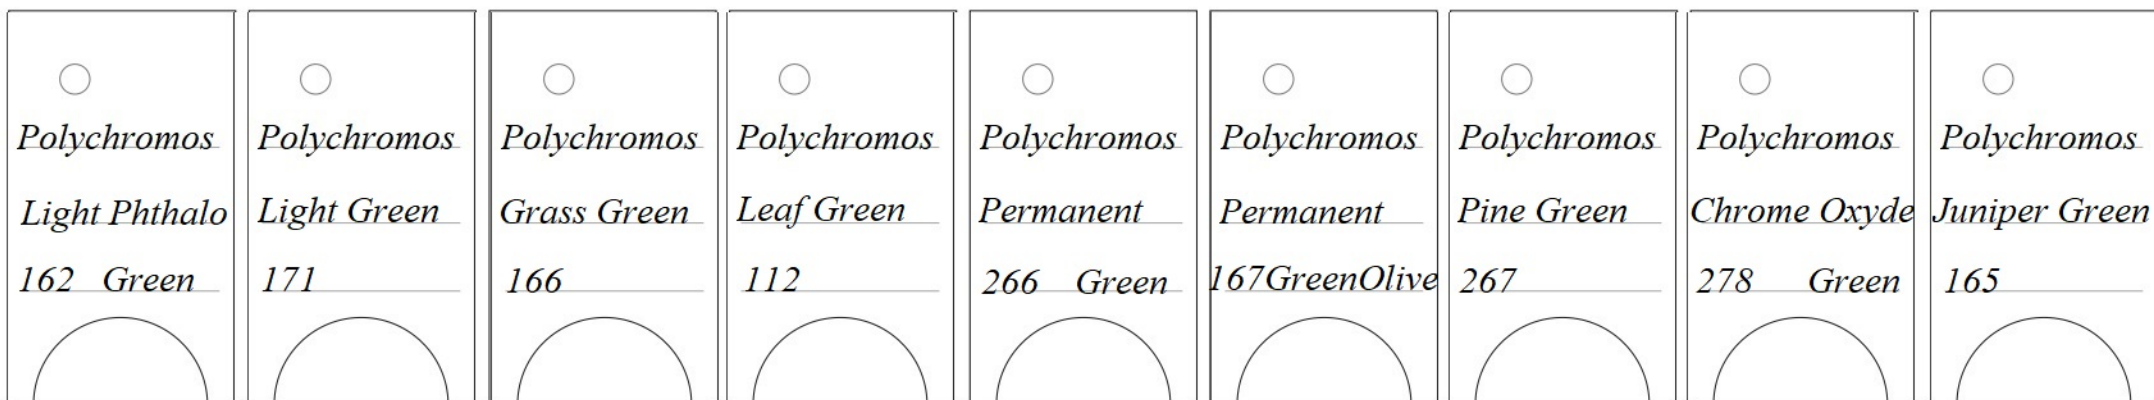 Polychromos
Light Phthalo
162 Green
Polychromos
Light Green
171
Polychromos
Grass Green
166
Polychromos
Leaf Green
112
Polychromos
Permanent
266 Green
Polychromos
Permanent
167GreenOlive
Polychromos
Pine Green
267
Polychromos
Chrome Oxyde
278 Green
Polychromos
Juniper Green
165